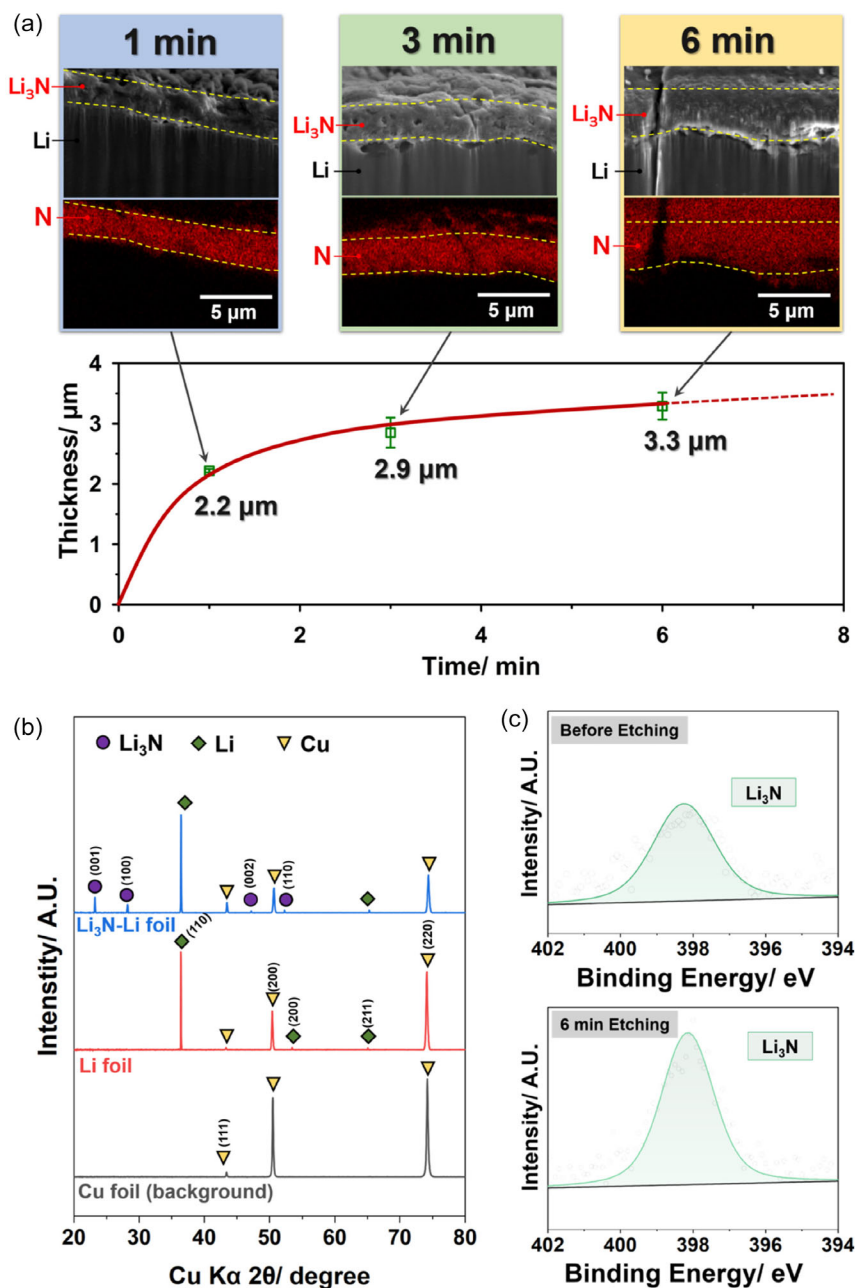 (a)
1 min
3 min
6 min
Li₃N
Li
N
5 μm
Li₃N
Li
N
5 μm
Li₃N
Li
N
5 μm
Thickness/ μm
4
3
2
1
0
2.2 μm
2.9 μm
3.3 μm
0 2 4 6 8
Time/ min
(b)
Li₃N Li Cu
Intenstity/ A.U.
(001)
(100)
(002)
(110)
Li₃N-Li foil
(110)
(200)
(200)
(211)
(220)
Li foil
(111)
Cu foil (background)
20 30 40 50 60 70 80
Cu Kα 2θ/ degree
(c)
Before Etching
Li₃N
Intensity/ A.U.
402 400 398 396 394
Binding Energy/ eV
6 min Etching
Li₃N
Intensity/ A.U.
402 400 398 396 394
Binding Energy/ eV